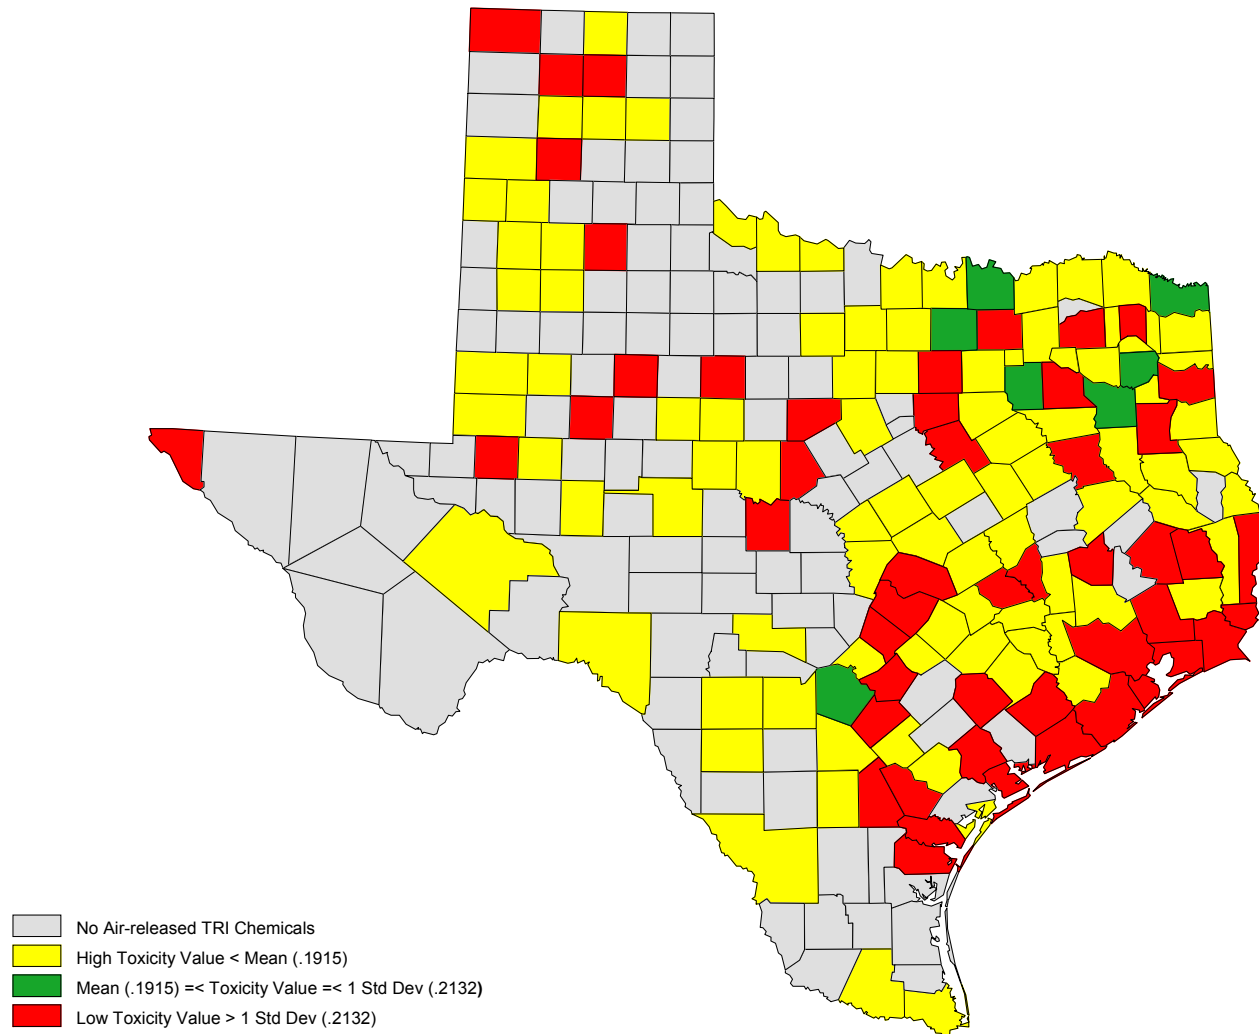 No Air-released TRI Chemicals
High Toxicity Value < Mean (.1915)
Mean (.1915) =< Toxicity Value =< 1 Std Dev (.2132)
Low Toxicity Value > 1 Std Dev (.2132)